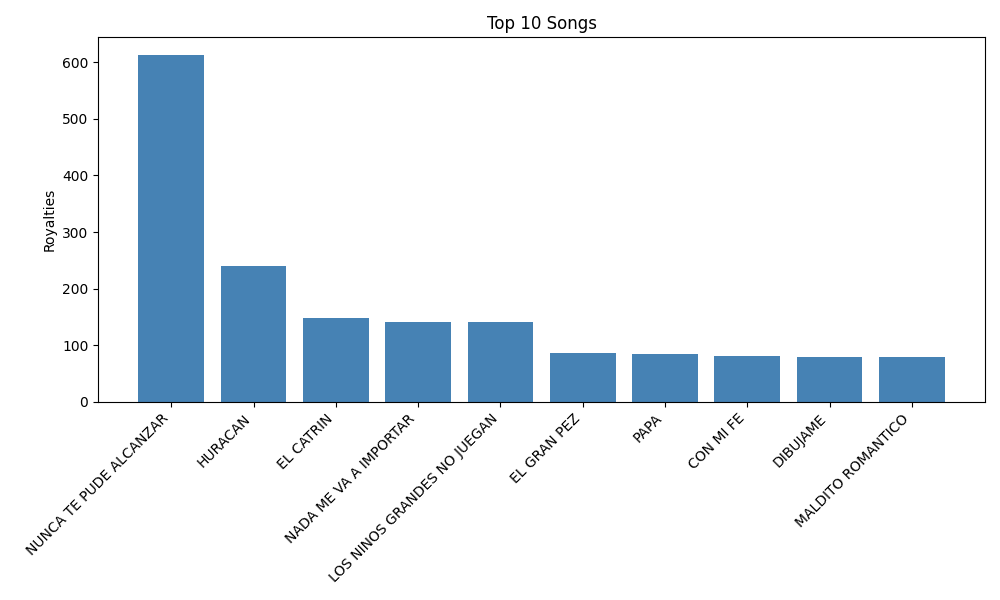 Top 10 Songs
Royalties
600
500
400
300
200
100
0
NUNCA TE PUDE ALCANZAR
HURACAN
EL CATRIN
NADA ME VA A IMPORTAR
LOS NINOS GRANDES NO JUEGAN
EL GRAN PEZ
PAPA
CON MI FE
DIBUJAME
MALDITO ROMANTICO